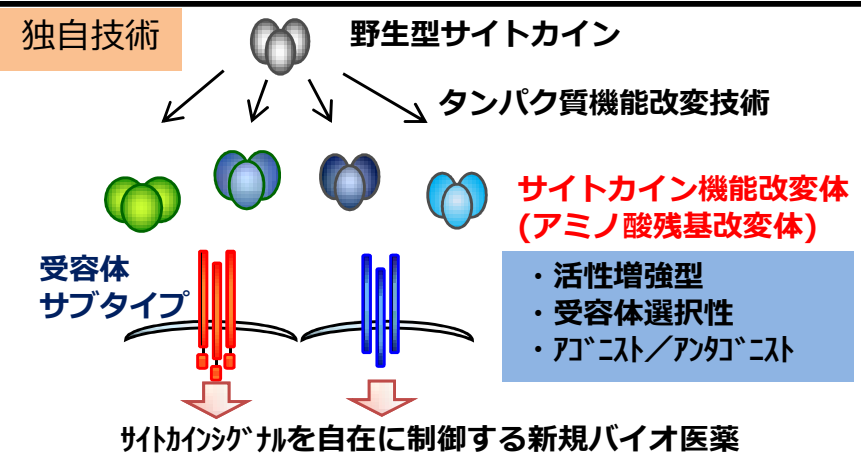 独自技術
野生型サイトカイン
タンパク質機能改変技術
サイトカイン機能改変体
(アミノ酸残基改変体)
受容体
サブタイプ
・活性増強型
・受容体選択性
・ｱｺﾞﾆｽﾄ／ｱﾝﾀｺﾞﾆｽﾄ
ｻｲﾄｶｲﾝｼｸﾞﾅﾙを自在に制御する新規バイオ医薬